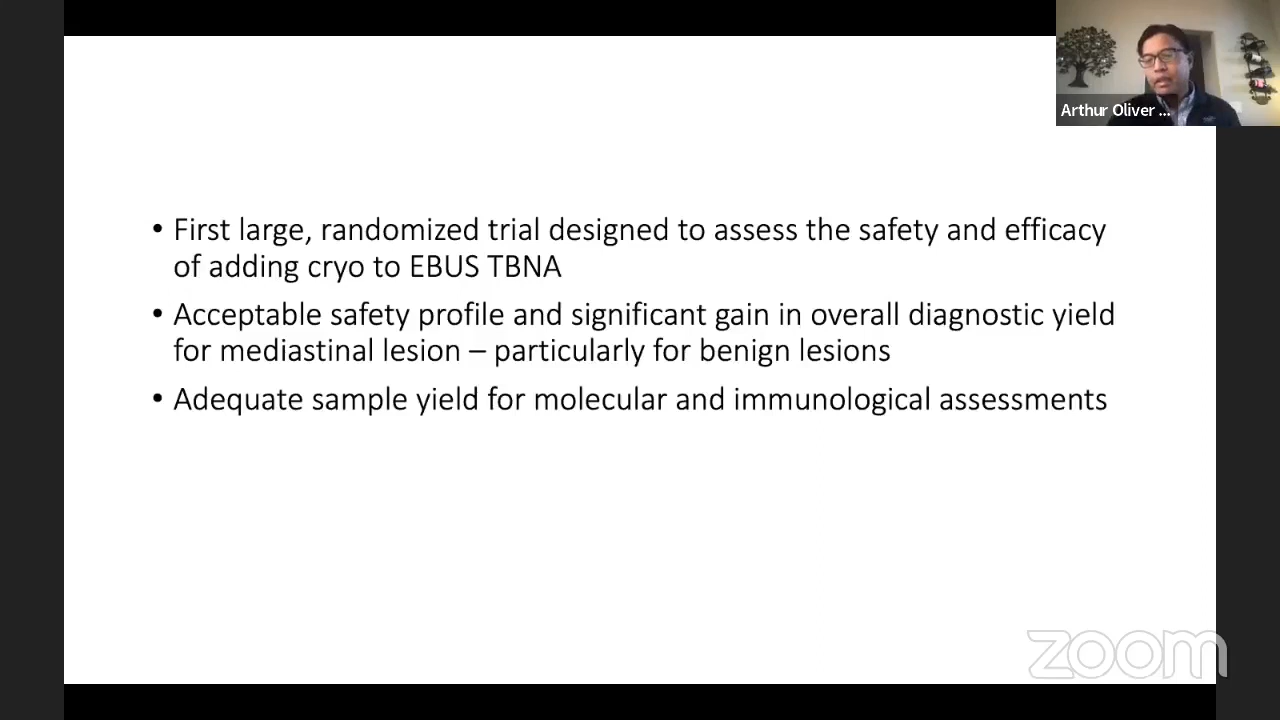 Arthur Oliver ...
• First large, randomized trial designed to assess the safety and efficacy
of adding cryo to EBUS TBNA
• Acceptable safety profile and significant gain in overall diagnostic yield
for mediastinal lesion – particularly for benign lesions
• Adequate sample yield for molecular and immunological assessments
zoom